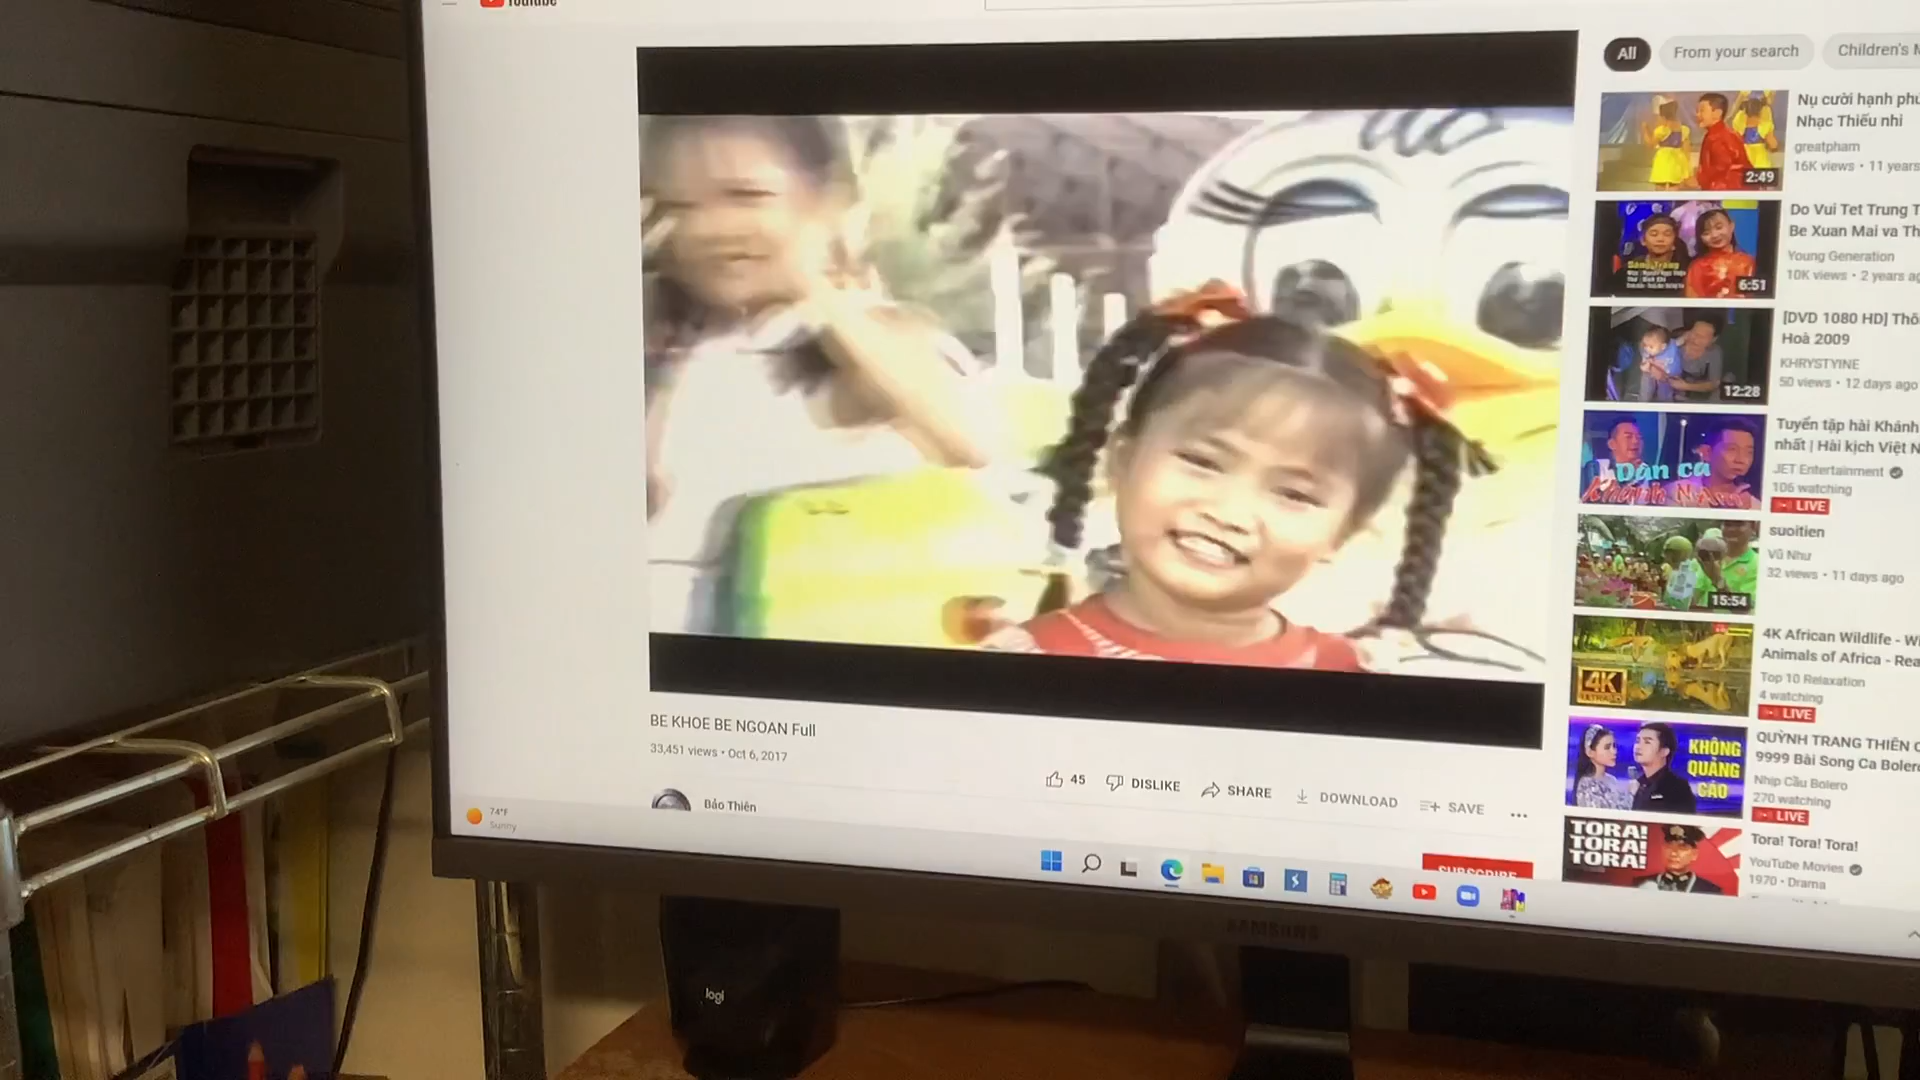 YouTube
All
From your search
Children's M
Nụ cười hạnh phú
Nhạc Thiếu nhi
greatpham
16K views • 11 years
2:49
Do Vui Tet Trung T
Be Xuan Mai va Th
Young Generation
10K views • 2 years ag
6:51
[DVD 1080 HD] Thô
Hoà 2009
KHRYSTYINE
50 views • 12 days ago
12:28
Tuyển tập hài Khánh
nhất | Hài kịch Việt N
JET Entertainment
106 watching
LIVE
Dân ca
suoitien
Vũ Như
32 views • 11 days ago
15:54
4K African Wildlife - Wi
Animals of Africa - Rea
Top 10 Relaxation
4 watching
LIVE
4K
QUỲNH TRANG THIÊN Q
9999 Bài Song Ca Bolero
Nhịp Cầu Bolero
270 watching
LIVE
KHÔNG
QUẢNG
CÁO
TORA!
TORA!
TORA!
Tora! Tora! Tora!
YouTube Movies
1970 • Drama
BE KHOE BE NGOAN Full
33,451 views • Oct 6, 2017
45
DISLIKE
SHARE
DOWNLOAD
SAVE
Bảo Thiên
SUBSCRIBE
74°F
Sunny
SAMSUNG
logi